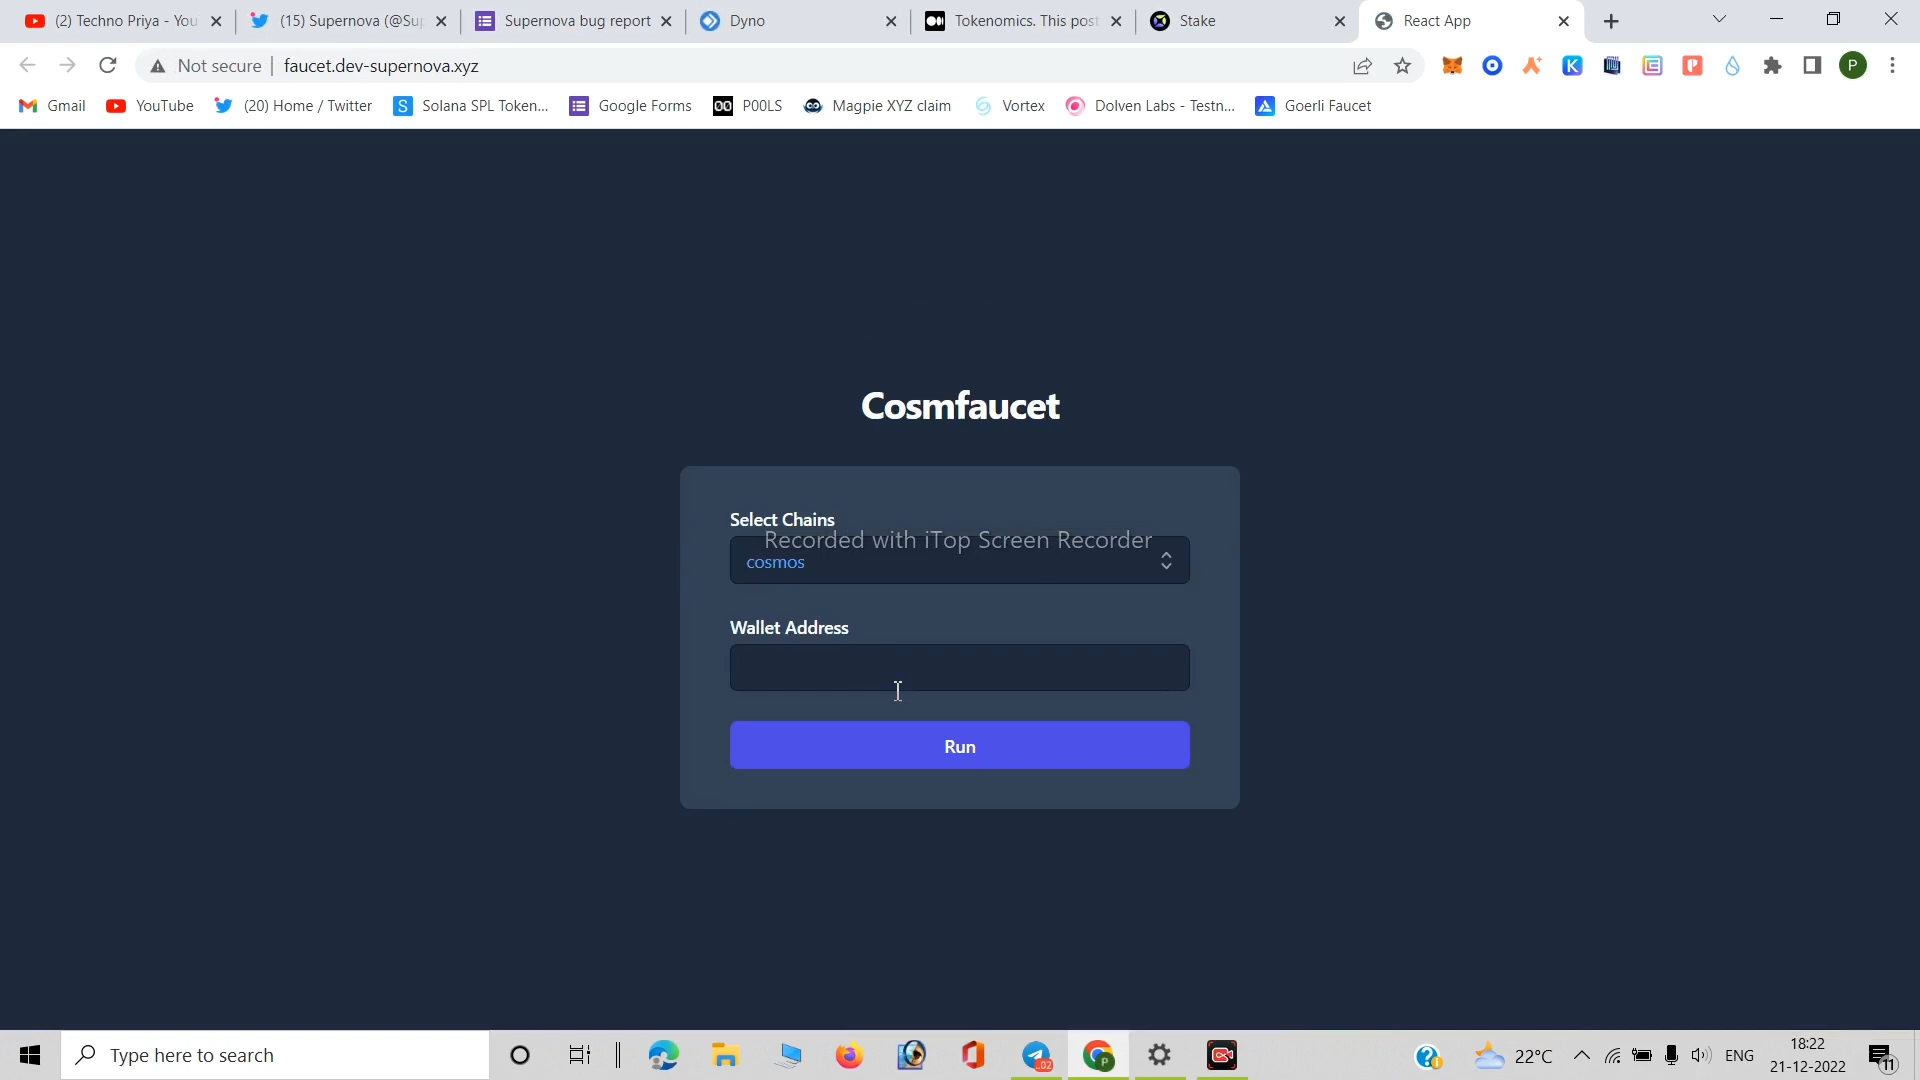 (2) Techno Priya - You
(15) Supernova (@Sup
Supernova bug report
Dyno
Tokenomics. This post
Stake
React App
Not secure
faucet.dev-supernova.xyz
P
Gmail
YouTube
(20) Home / Twitter
Solana SPL Token...
Google Forms
P00LS
Magpie XYZ claim
Vortex
Dolven Labs - Testn...
Goerli Faucet
Cosmfaucet
Select Chains
Recorded with iTop Screen Recorder
cosmos
Wallet Address
Run
Type here to search
22°C
ENG
18:22
21-12-2022
11